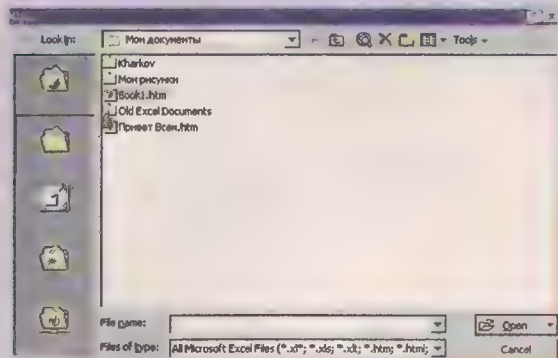 Look in: Мои документы Tools
Kharkov
Мои рисунки
Book1.htm
Old Excel Documents
Привет Всем.htm
File name: Open
Files of type: All Microsoft Excel Files (*.xl*; *.xls; *.xlt; *.htm; *.html; Cancel